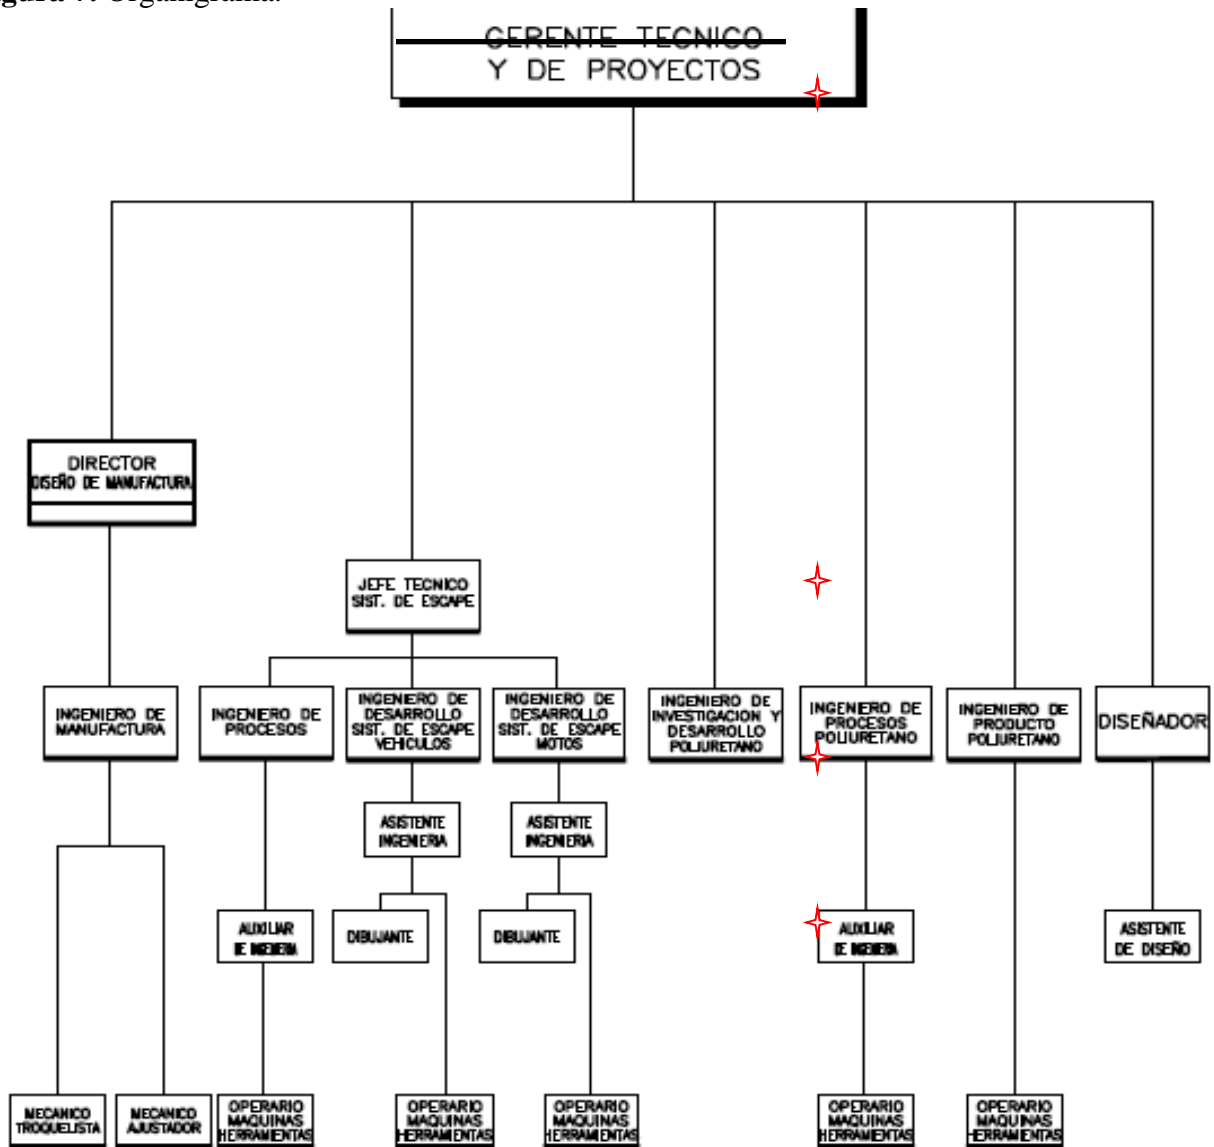 Organigrama.
GERENTE TECNICO
Y DE PROYECTOS
DIRECTOR
DISEÑO DE MANUFACTURA
JEFE TECNICO
SIST. DE ESCAPE
INGENIERO DE
MANUFACTURA
INGENIERO DE
PROCESOS
INGENIERO DE
DESARROLLO
SIST. DE ESCAPE
VEHICULOS
INGENIERO DE
DESARROLLO
SIST. DE ESCAPE
MOTOS
INGENIERO DE
INVESTIGACION Y
DESARROLLO
POLIURETANO
INGENIERO DE
PROCESOS
POLIURETANO
INGENIERO DE
PRODUCTO
POLIURETANO
DISEÑADOR
ASISTENTE
INGENIERIA
ASISTENTE
INGENIERIA
AUXILIAR
DE INGENIERIA
DIBUJANTE
DIBUJANTE
AUXILIAR
DE INGENIERIA
ASISTENTE
DE DISEÑO
MECANICO
TROQUELISTA
MECANICO
AJUSTADOR
OPERARIO
MAQUINAS
HERRAMIENTAS
OPERARIO
MAQUINAS
HERRAMIENTAS
OPERARIO
MAQUINAS
HERRAMIENTAS
OPERARIO
MAQUINAS
HERRAMIENTAS
OPERARIO
MAQUINAS
HERRAMIENTAS